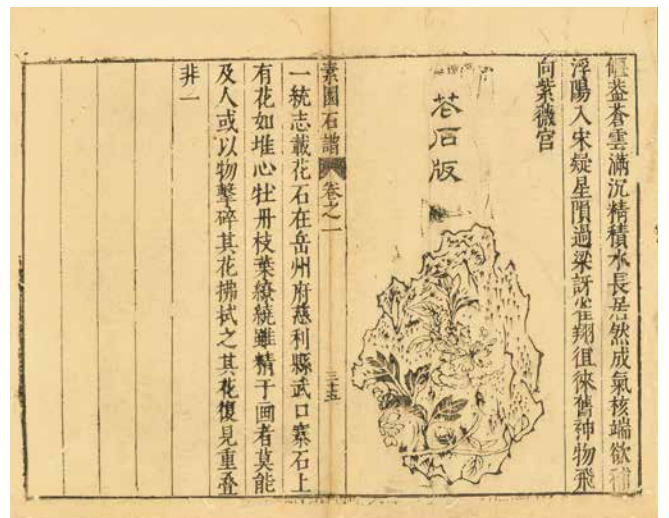 盖蒼雲滿沉精積水長居然成氣核端欲補
浮陽入宋疑星隕過梁訝雀翔徂徠舊神物飛
向紫薇宮
花石版
素園石譜 卷之一 三十五
一統志載花石在岳州府慈利縣武口寨石上
有花如堆心牡丹枝葉繚繞雖精于画者莫能
及人或以物擊碎其花拂拭之其花復見重叠
非一